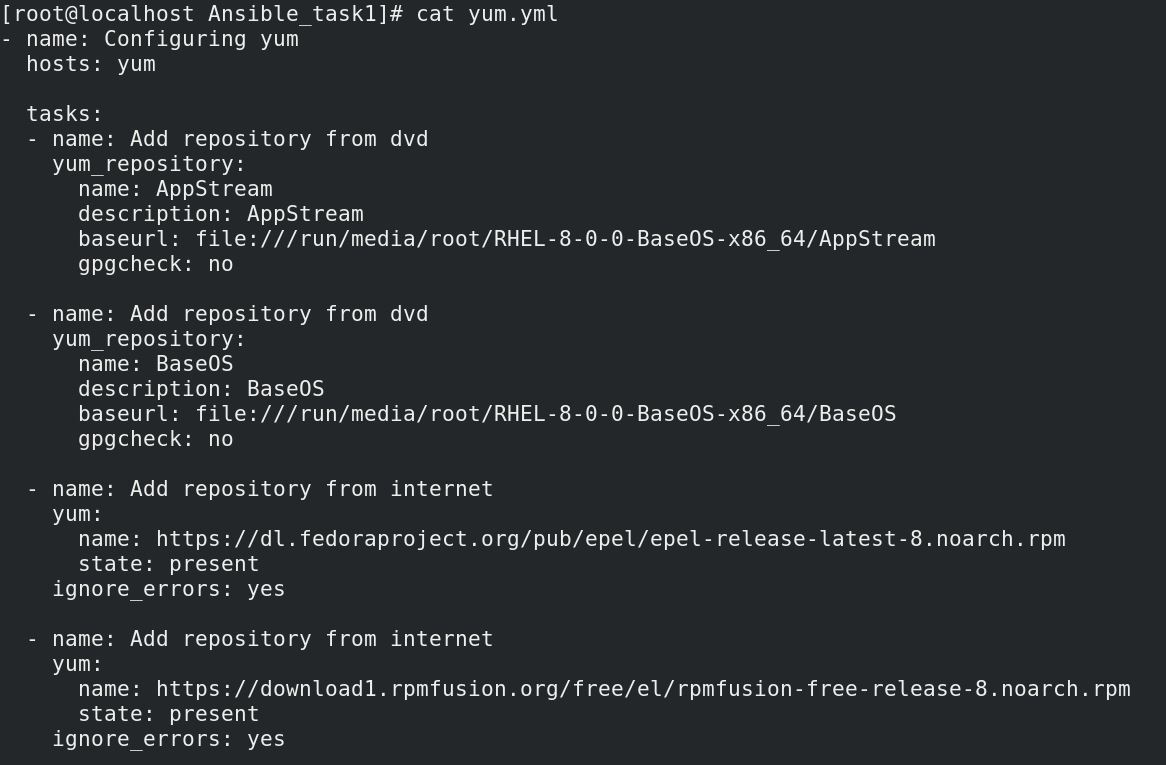 [root@localhost Ansible_task1]# cat yum.yml
- name: Configuring yum
  hosts: yum

  tasks:
  - name: Add repository from dvd
    yum_repository:
      name: AppStream
      description: AppStream
      baseurl: file:///run/media/root/RHEL-8-0-0-BaseOS-x86_64/AppStream
      gpgcheck: no

  - name: Add repository from dvd
    yum_repository:
      name: BaseOS
      description: BaseOS
      baseurl: file:///run/media/root/RHEL-8-0-0-BaseOS-x86_64/BaseOS
      gpgcheck: no

  - name: Add repository from internet
    yum:
      name: https://dl.fedoraproject.org/pub/epel/epel-release-latest-8.noarch.rpm
      state: present
    ignore_errors: yes

  - name: Add repository from internet
    yum:
      name: https://download1.rpmfusion.org/free/el/rpmfusion-free-release-8.noarch.rpm
      state: present
    ignore_errors: yes